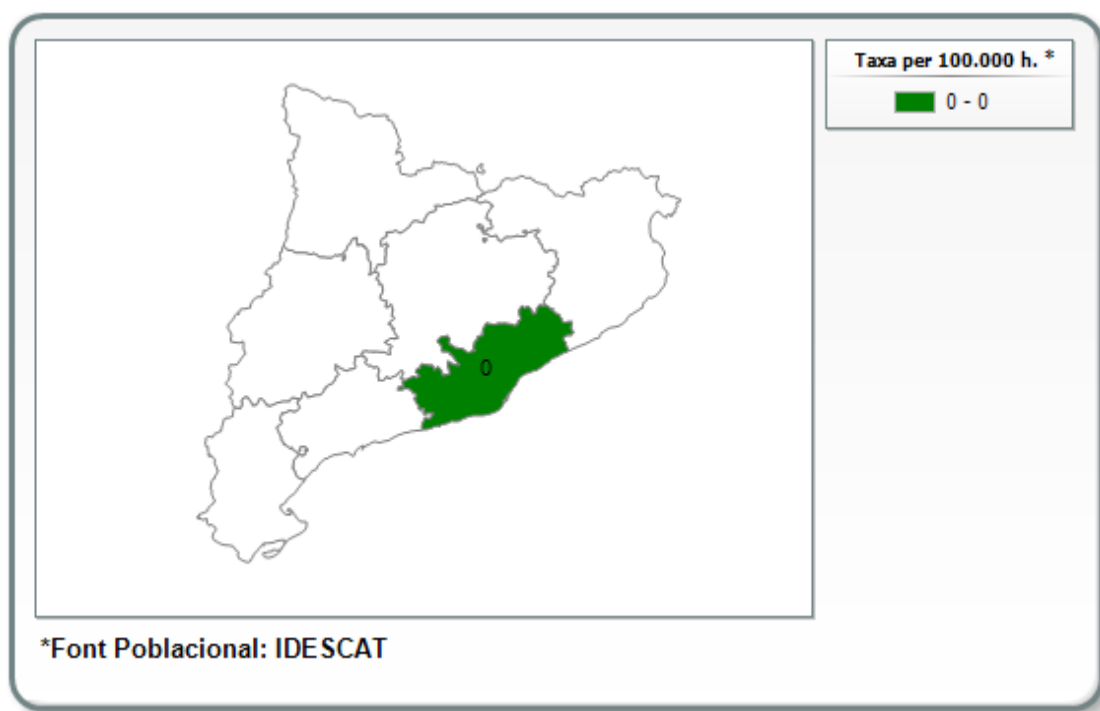 Taxa per 100.000 h. *
0 - 0
0
*Font Poblacional: IDESCAT